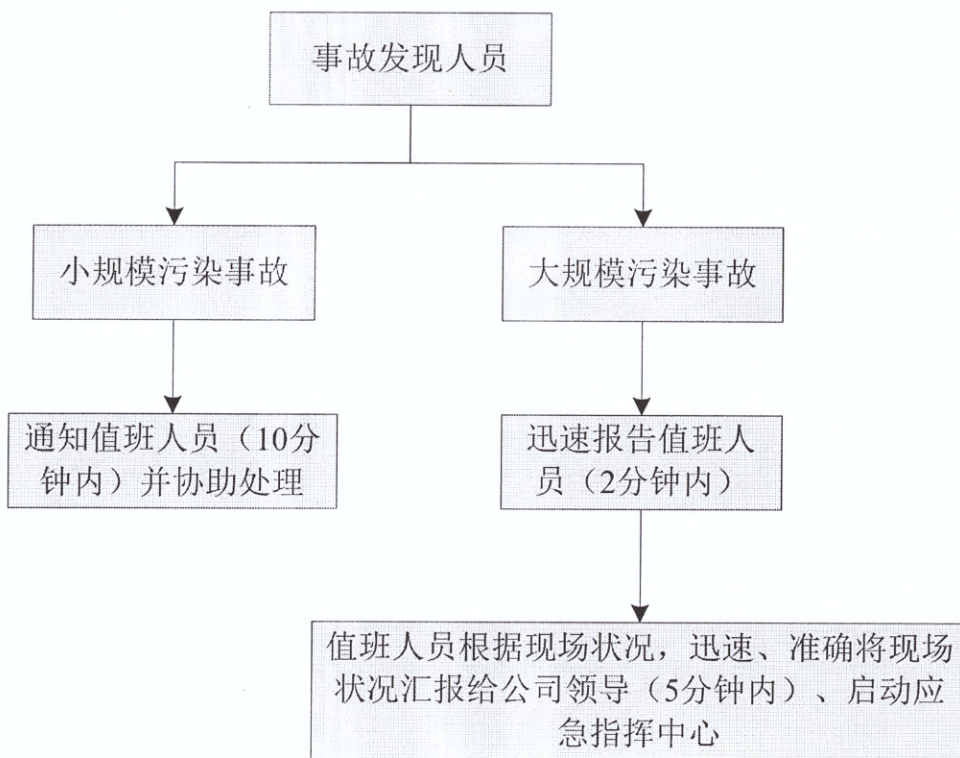 事故发现人员
小规模污染事故
大规模污染事故
通知值班人员（10分
钟内）并协助处理
迅速报告值班人
员（2分钟内）
值班人员根据现场状况，迅速、准确将现场
状况汇报给公司领导（5分钟内）、启动应
急指挥中心